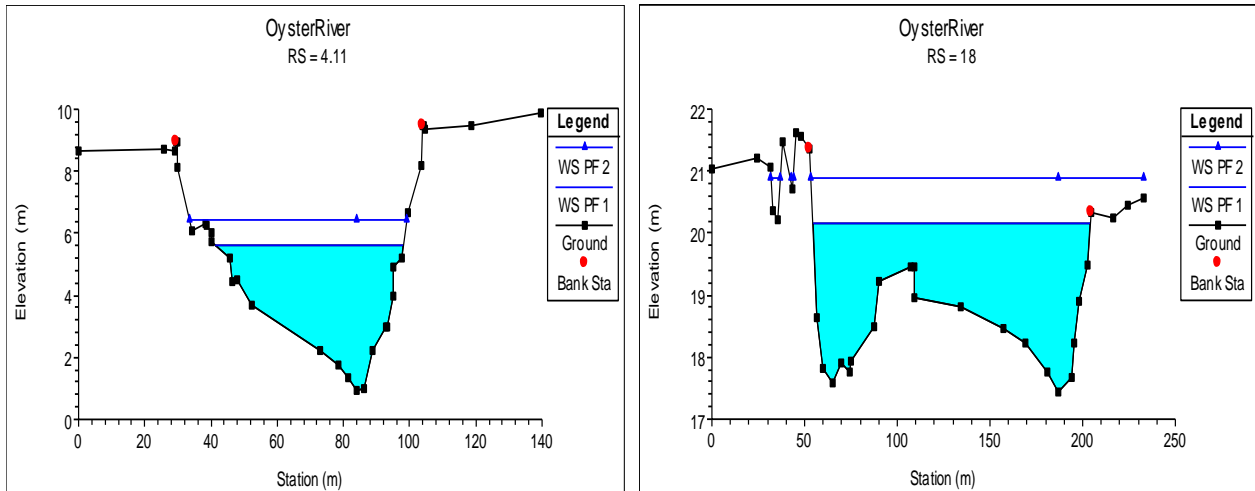 OysterRiver
RS = 4.11
Elevation (m)
10
8
6
4
2
0
0 20 40 60 80 100 120 140
Station (m)
Legend
WS PF 2
WS PF 1
Ground
Bank Sta
OysterRiver
RS = 18
Elevation (m)
22
21
20
19
18
17
0 50 100 150 200 250
Station (m)
Legend
WS PF 2
WS PF 1
Ground
Bank Sta